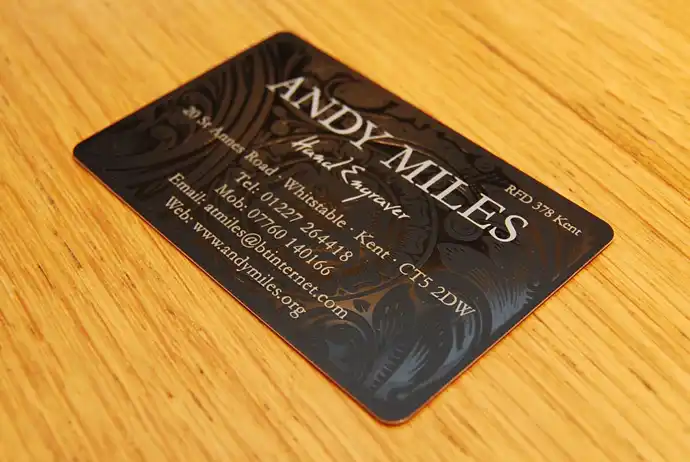 RFD 378 Kent
ANDY MILES
Hand Engraver
20 St Annes Road · Whitstable · Kent · CT5 2DW
Tel: 01227 264418
Mob: 07760 140166
Email: atmiles@btinternet.com
Web: www.andymiles.org